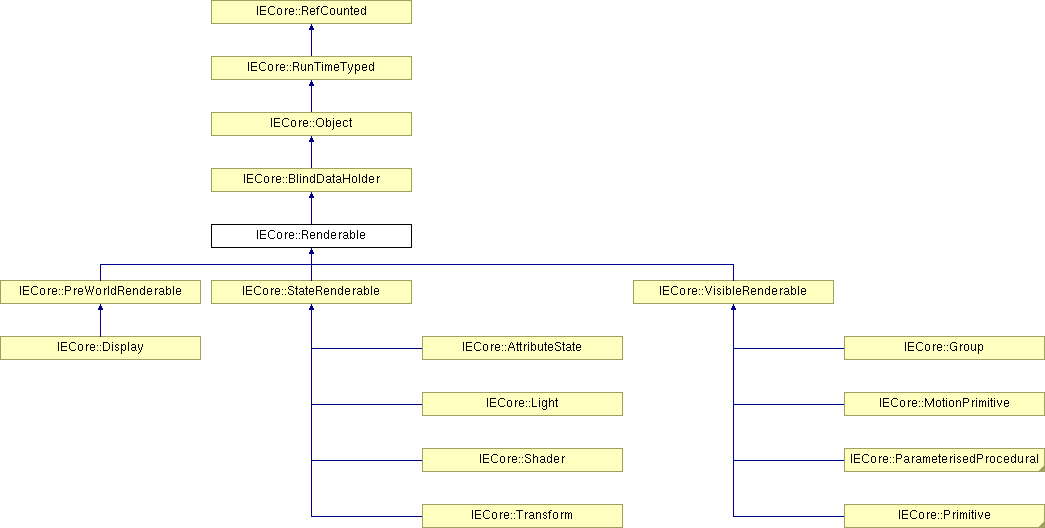 IECore::RefCounted
IECore::RunTimeTyped
IECore::Object
IECore::BlindDataHolder
IECore::Renderable
IECore::PreWorldRenderable
IECore::StateRenderable
IECore::VisibleRenderable
IECore::Display
IECore::AttributeState
IECore::Group
IECore::Light
IECore::MotionPrimitive
IECore::Shader
IECore::ParameterisedProcedural
IECore::Transform
IECore::Primitive